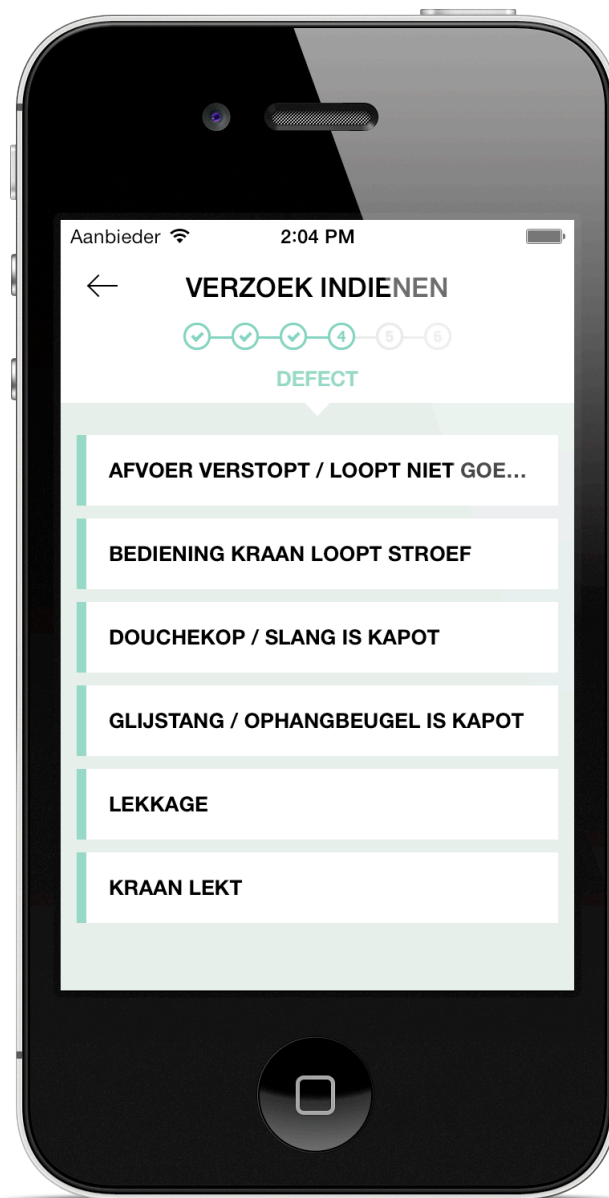 Aanbieder 2:04 PM
VERZOEK INDIENEN
4 5 6
DEFECT
AFVOER VERSTOPT / LOOPT NIET GOE...
BEDIENING KRAAN LOOPT STROEF
DOUCHEKOP / SLANG IS KAPOT
GLIJSTANG / OPHANGBEUGEL IS KAPOT
LEKKAGE
KRAAN LEKT